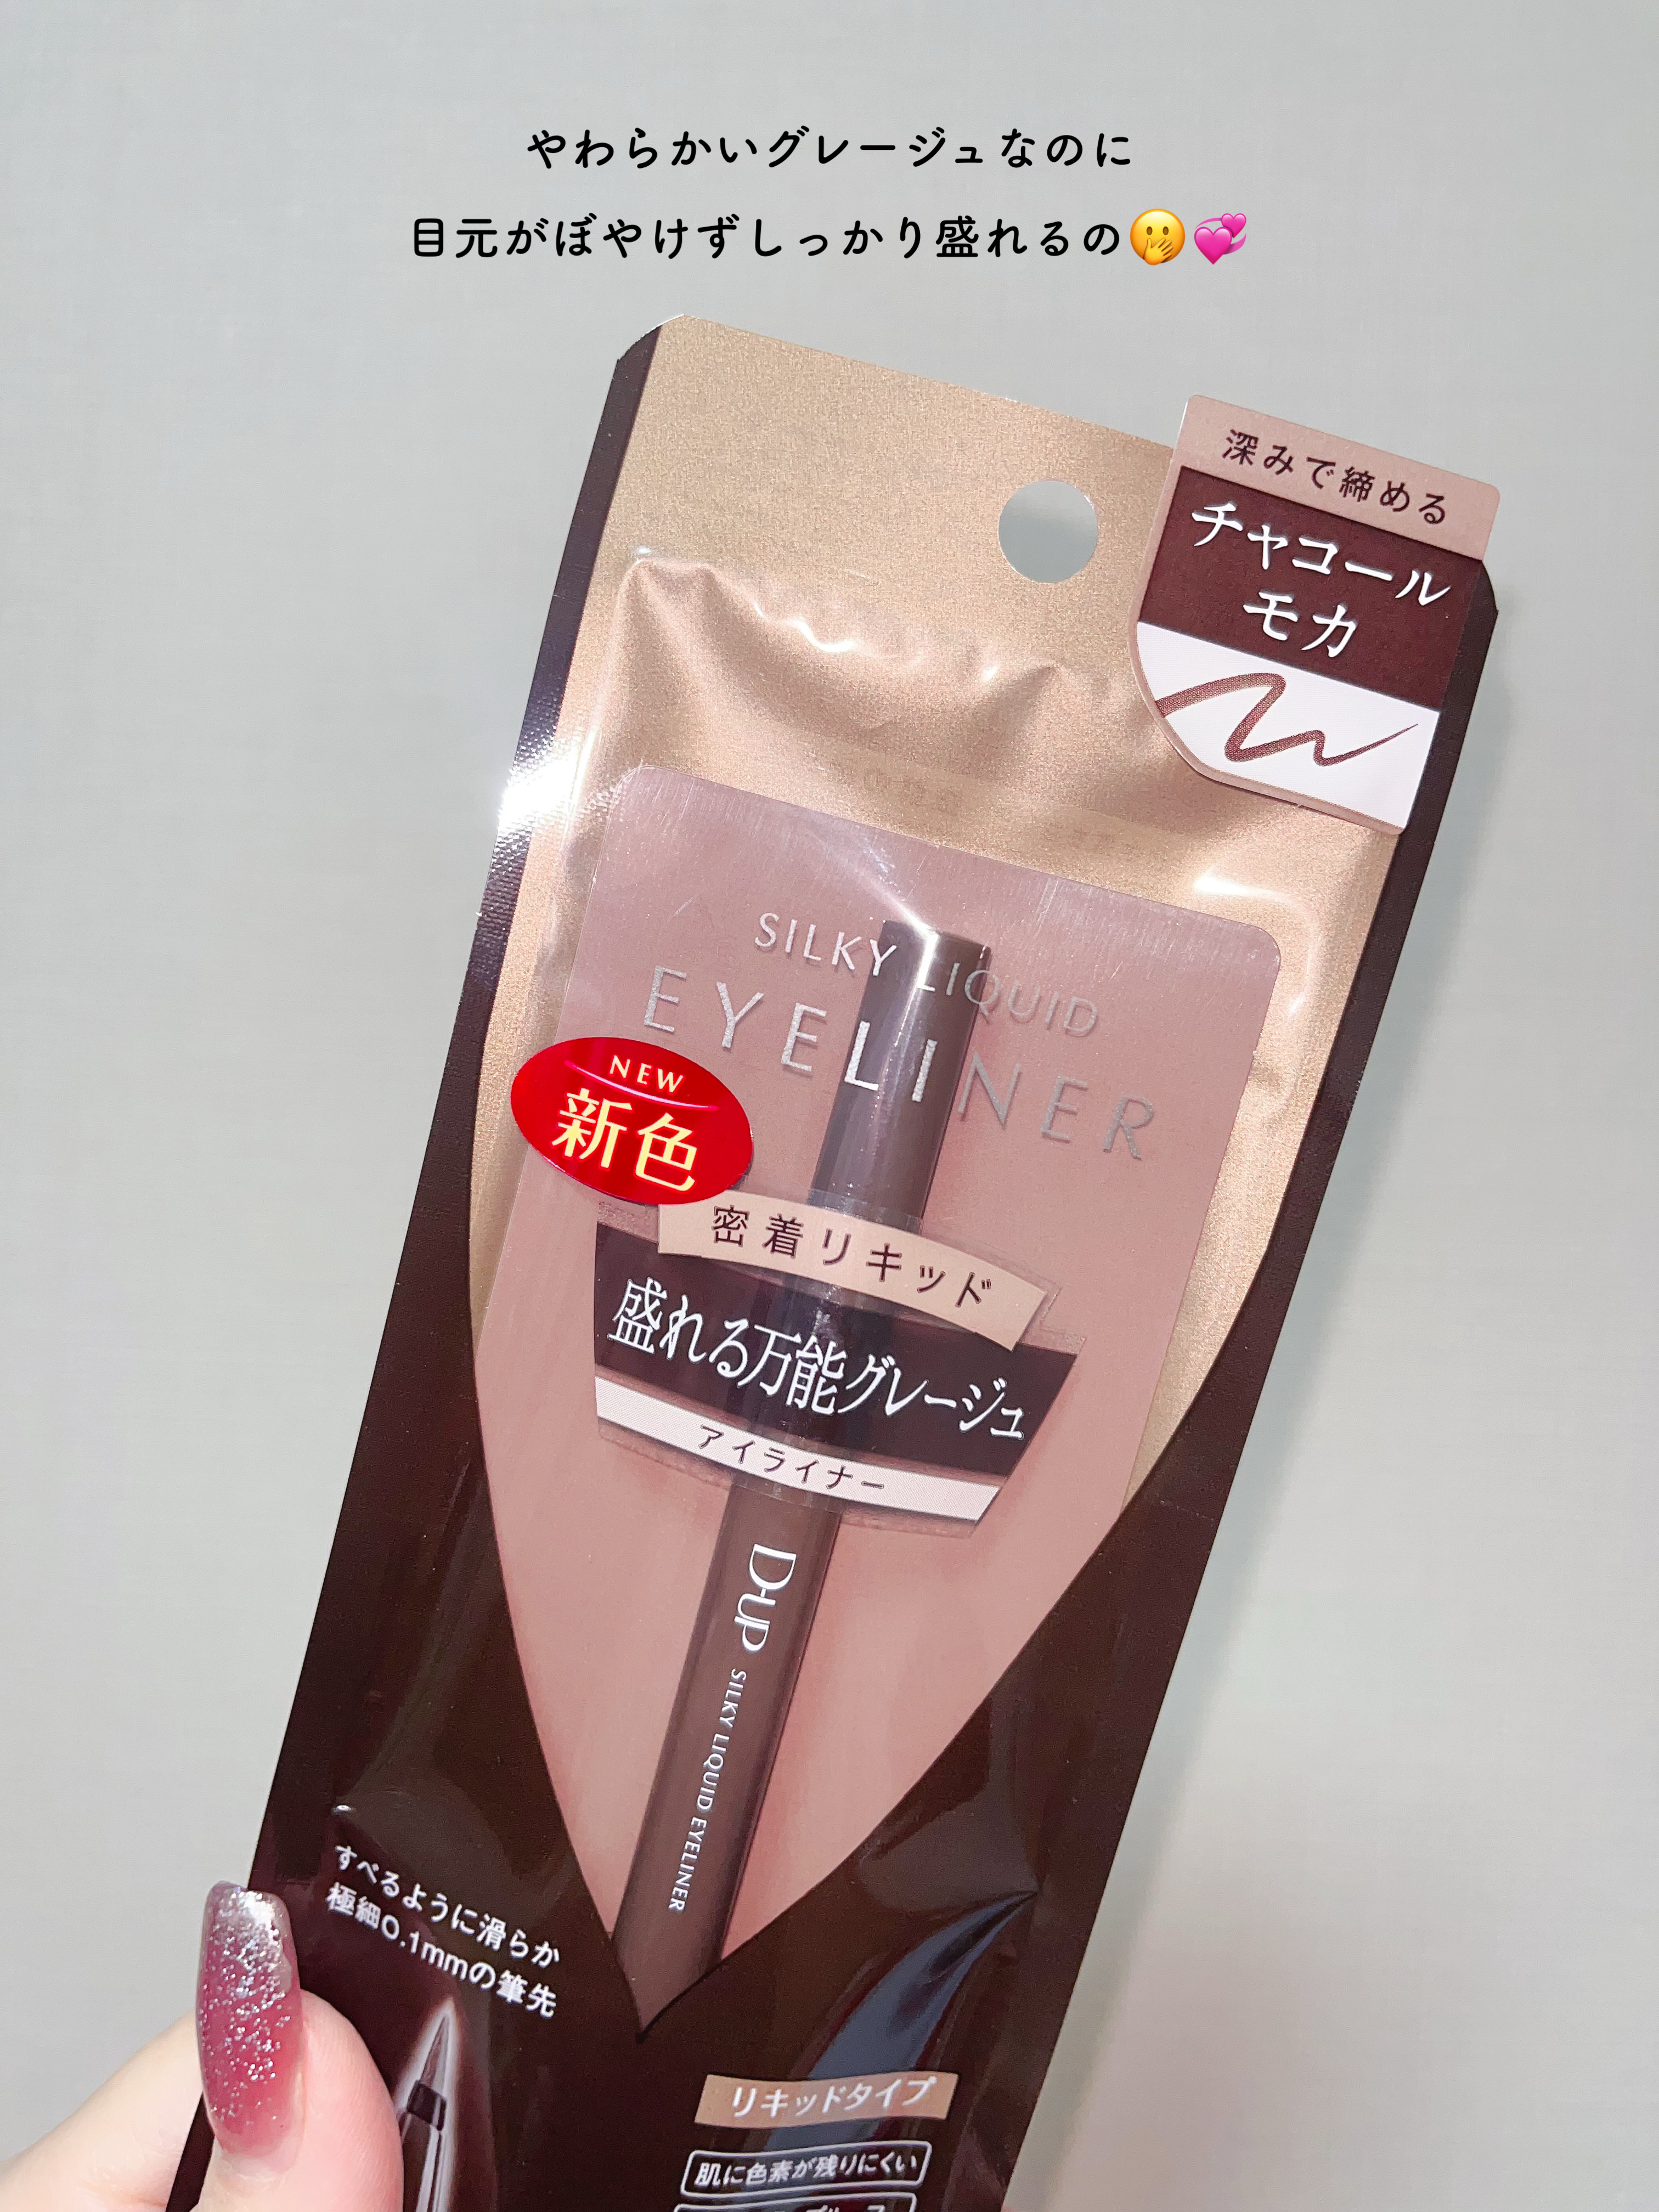 やわらかいグレージュなのに
目元がぼやけずしっかり盛れるの🤭💞
深みで締める
チャコール
モカ
SILKY LIQUID
EYELINER
NEW
新色
密着リキッド
盛れる万能グレージュ
アイライナー
D-UP SILKY LIQUID EYELINER
すべるように滑らか
極細0.1mmの筆先
リキッドタイプ
肌に色素が残りにくい